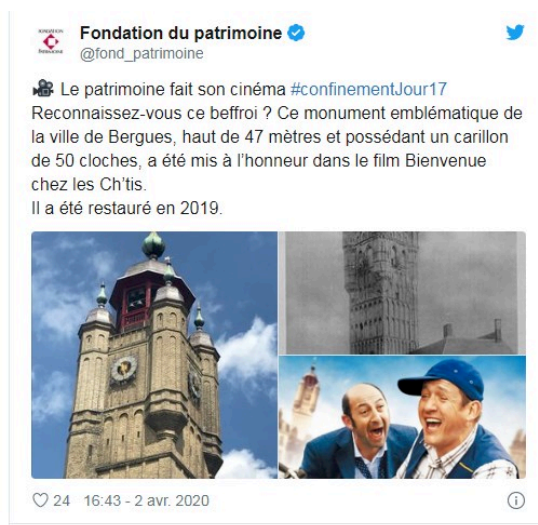 FONDATION
PATRIMOINE
Fondation du patrimoine
@fond_patrimoine
Le patrimoine fait son cinéma #confinementJour17
Reconnaissez-vous ce beffroi ? Ce monument emblématique de
la ville de Bergues, haut de 47 mètres et possédant un carillon
de 50 cloches, a été mis à l'honneur dans le film Bienvenue
chez les Ch'tis.
Il a été restauré en 2019.
24 16:43 - 2 avr. 2020